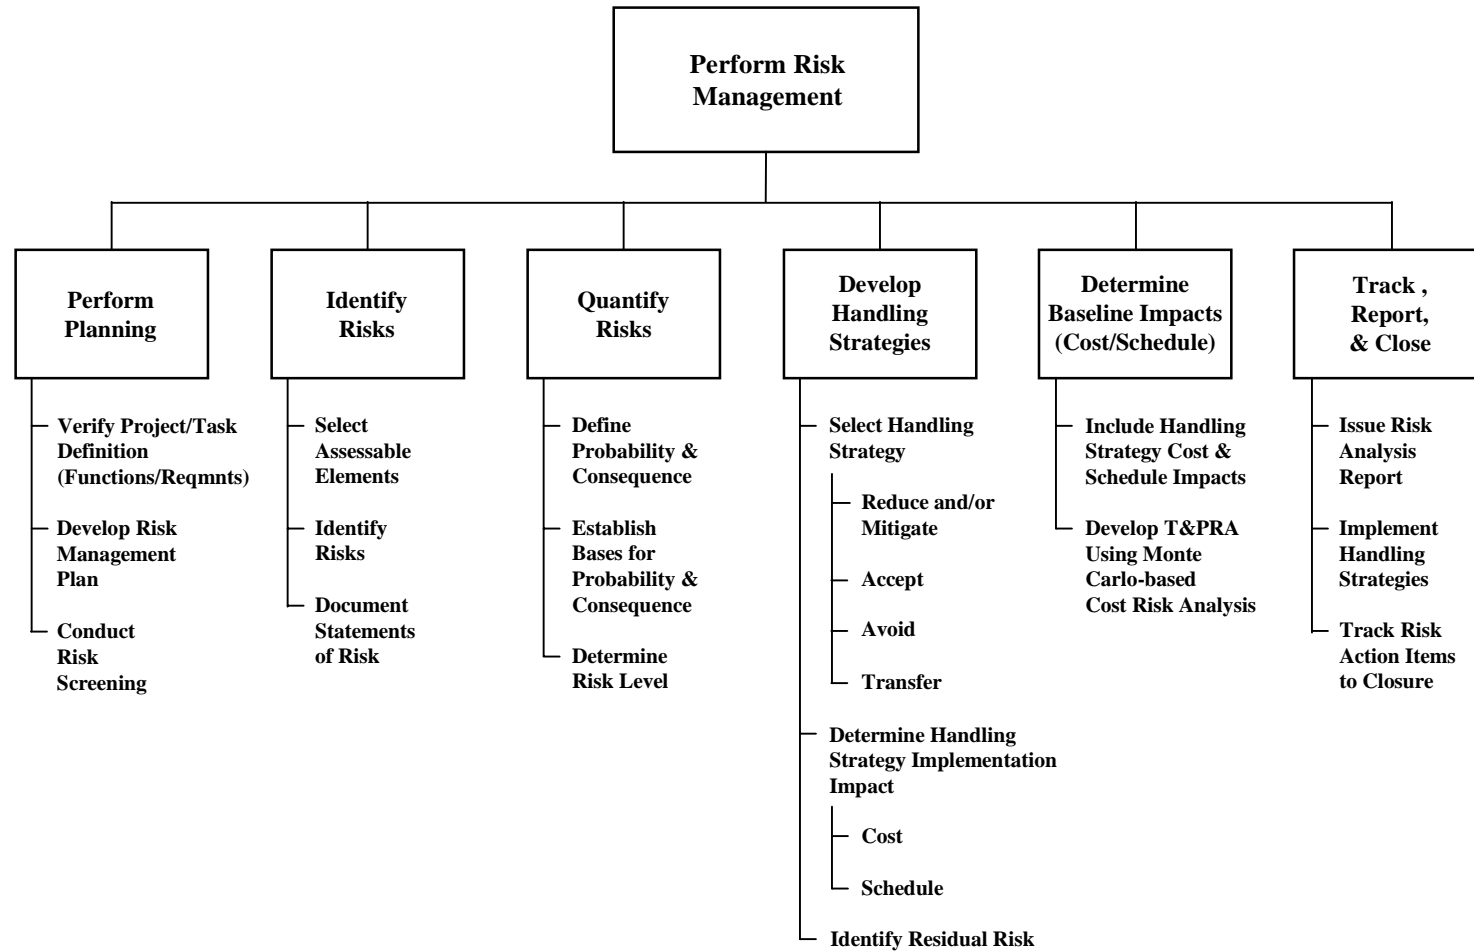 Perform Risk
Management
Perform
Planning
Verify Project/Task
Definition
(Functions/Reqmnts)
Develop Risk
Management
Plan
Conduct
Risk
Screening
Identify
Risks
Select
Assessable
Elements
Identify
Risks
Document
Statements
of Risk
Quantify
Risks
Define
Probability &
Consequence
Establish
Bases for
Probability &
Consequence
Determine
Risk Level
Develop
Handling
Strategies
Select Handling
Strategy
Reduce and/or
Mitigate
Accept
Avoid
Transfer
Determine Handling
Strategy Implementation
Impact
Cost
Schedule
Identify Residual Risk
Determine
Baseline Impacts
(Cost/Schedule)
Include Handling
Strategy Cost &
Schedule Impacts
Develop T&PRA
Using Monte
Carlo-based
Cost Risk Analysis
Track ,
Report,
& Close
Issue Risk
Analysis
Report
Implement
Handling
Strategies
Track Risk
Action Items
to Closure